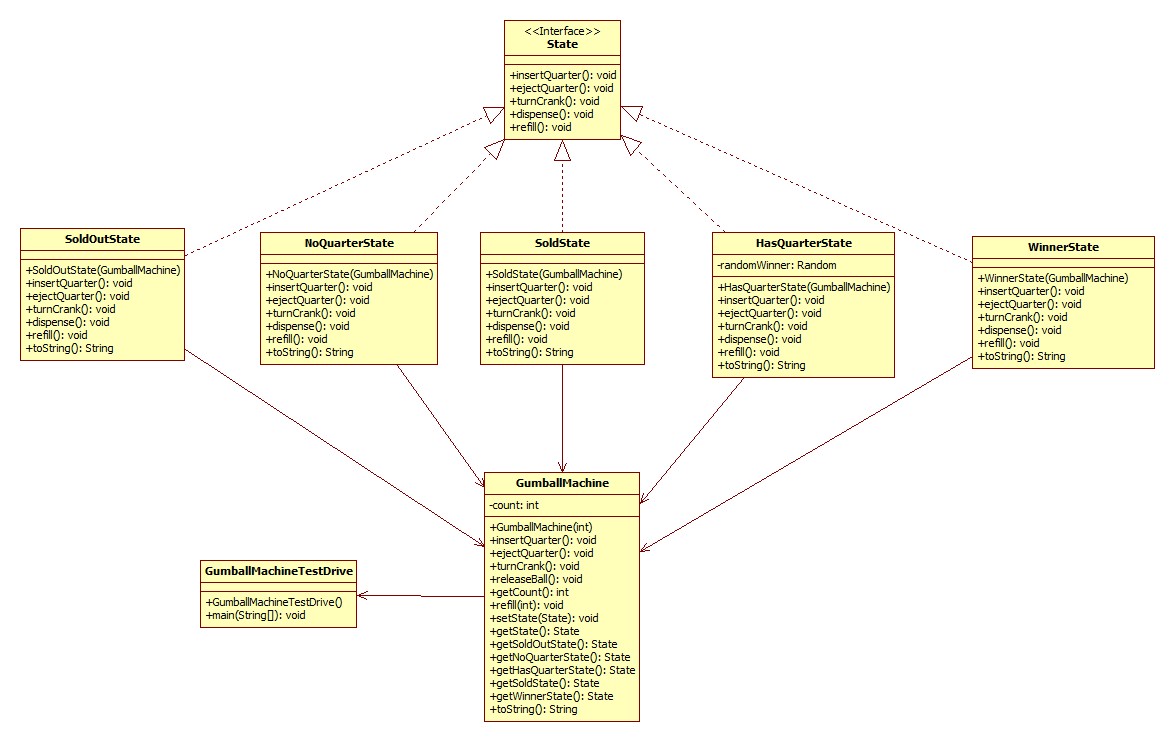 <<Interface>>
State
+insertQuarter(): void
+ejectQuarter(): void
+turnCrank(): void
+dispense(): void
+refill(): void
SoldOutState
+SoldOutState(GumballMachine)
+insertQuarter(): void
+ejectQuarter(): void
+turnCrank(): void
+dispense(): void
+refill(): void
+toString(): String
NoQuarterState
+NoQuarterState(GumballMachine)
+insertQuarter(): void
+ejectQuarter(): void
+turnCrank(): void
+dispense(): void
+refill(): void
+toString(): String
SoldState
+SoldState(GumballMachine)
+insertQuarter(): void
+ejectQuarter(): void
+turnCrank(): void
+dispense(): void
+refill(): void
+toString(): String
HasQuarterState
-randomWinner: Random
+HasQuarterState(GumballMachine)
+insertQuarter(): void
+ejectQuarter(): void
+turnCrank(): void
+dispense(): void
+refill(): void
+toString(): String
WinnerState
+WinnerState(GumballMachine)
+insertQuarter(): void
+ejectQuarter(): void
+turnCrank(): void
+dispense(): void
+refill(): void
+toString(): String
GumballMachine
-count: int
+GumballMachine(int)
+insertQuarter(): void
+ejectQuarter(): void
+turnCrank(): void
+releaseBall(): void
+getCount(): int
+refill(int): void
+setState(State): void
+getState(): State
+getSoldOutState(): State
+getNoQuarterState(): State
+getHasQuarterState(): State
+getSoldState(): State
+getWinnerState(): State
+toString(): String
GumballMachineTestDrive
+GumballMachineTestDrive()
+main(String[]): void